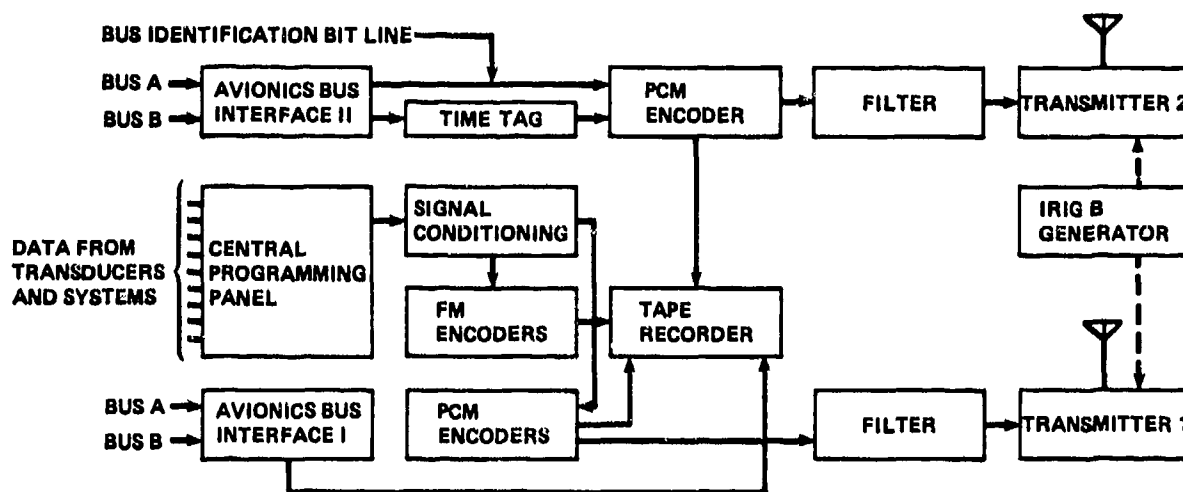 BUS IDENTIFICATION BIT LINE
BUS A
BUS B
AVIONICS BUS
INTERFACE II
TIME TAG
PCM
ENCODER
FILTER
TRANSMITTER 2
DATA FROM
TRANSDUCERS
AND SYSTEMS
CENTRAL
PROGRAMMING
PANEL
SIGNAL
CONDITIONING
FM
ENCODERS
TAPE
RECORDER
IRIG B
GENERATOR
BUS A
BUS B
AVIONICS BUS
INTERFACE I
PCM
ENCODERS
FILTER
TRANSMITTER 1